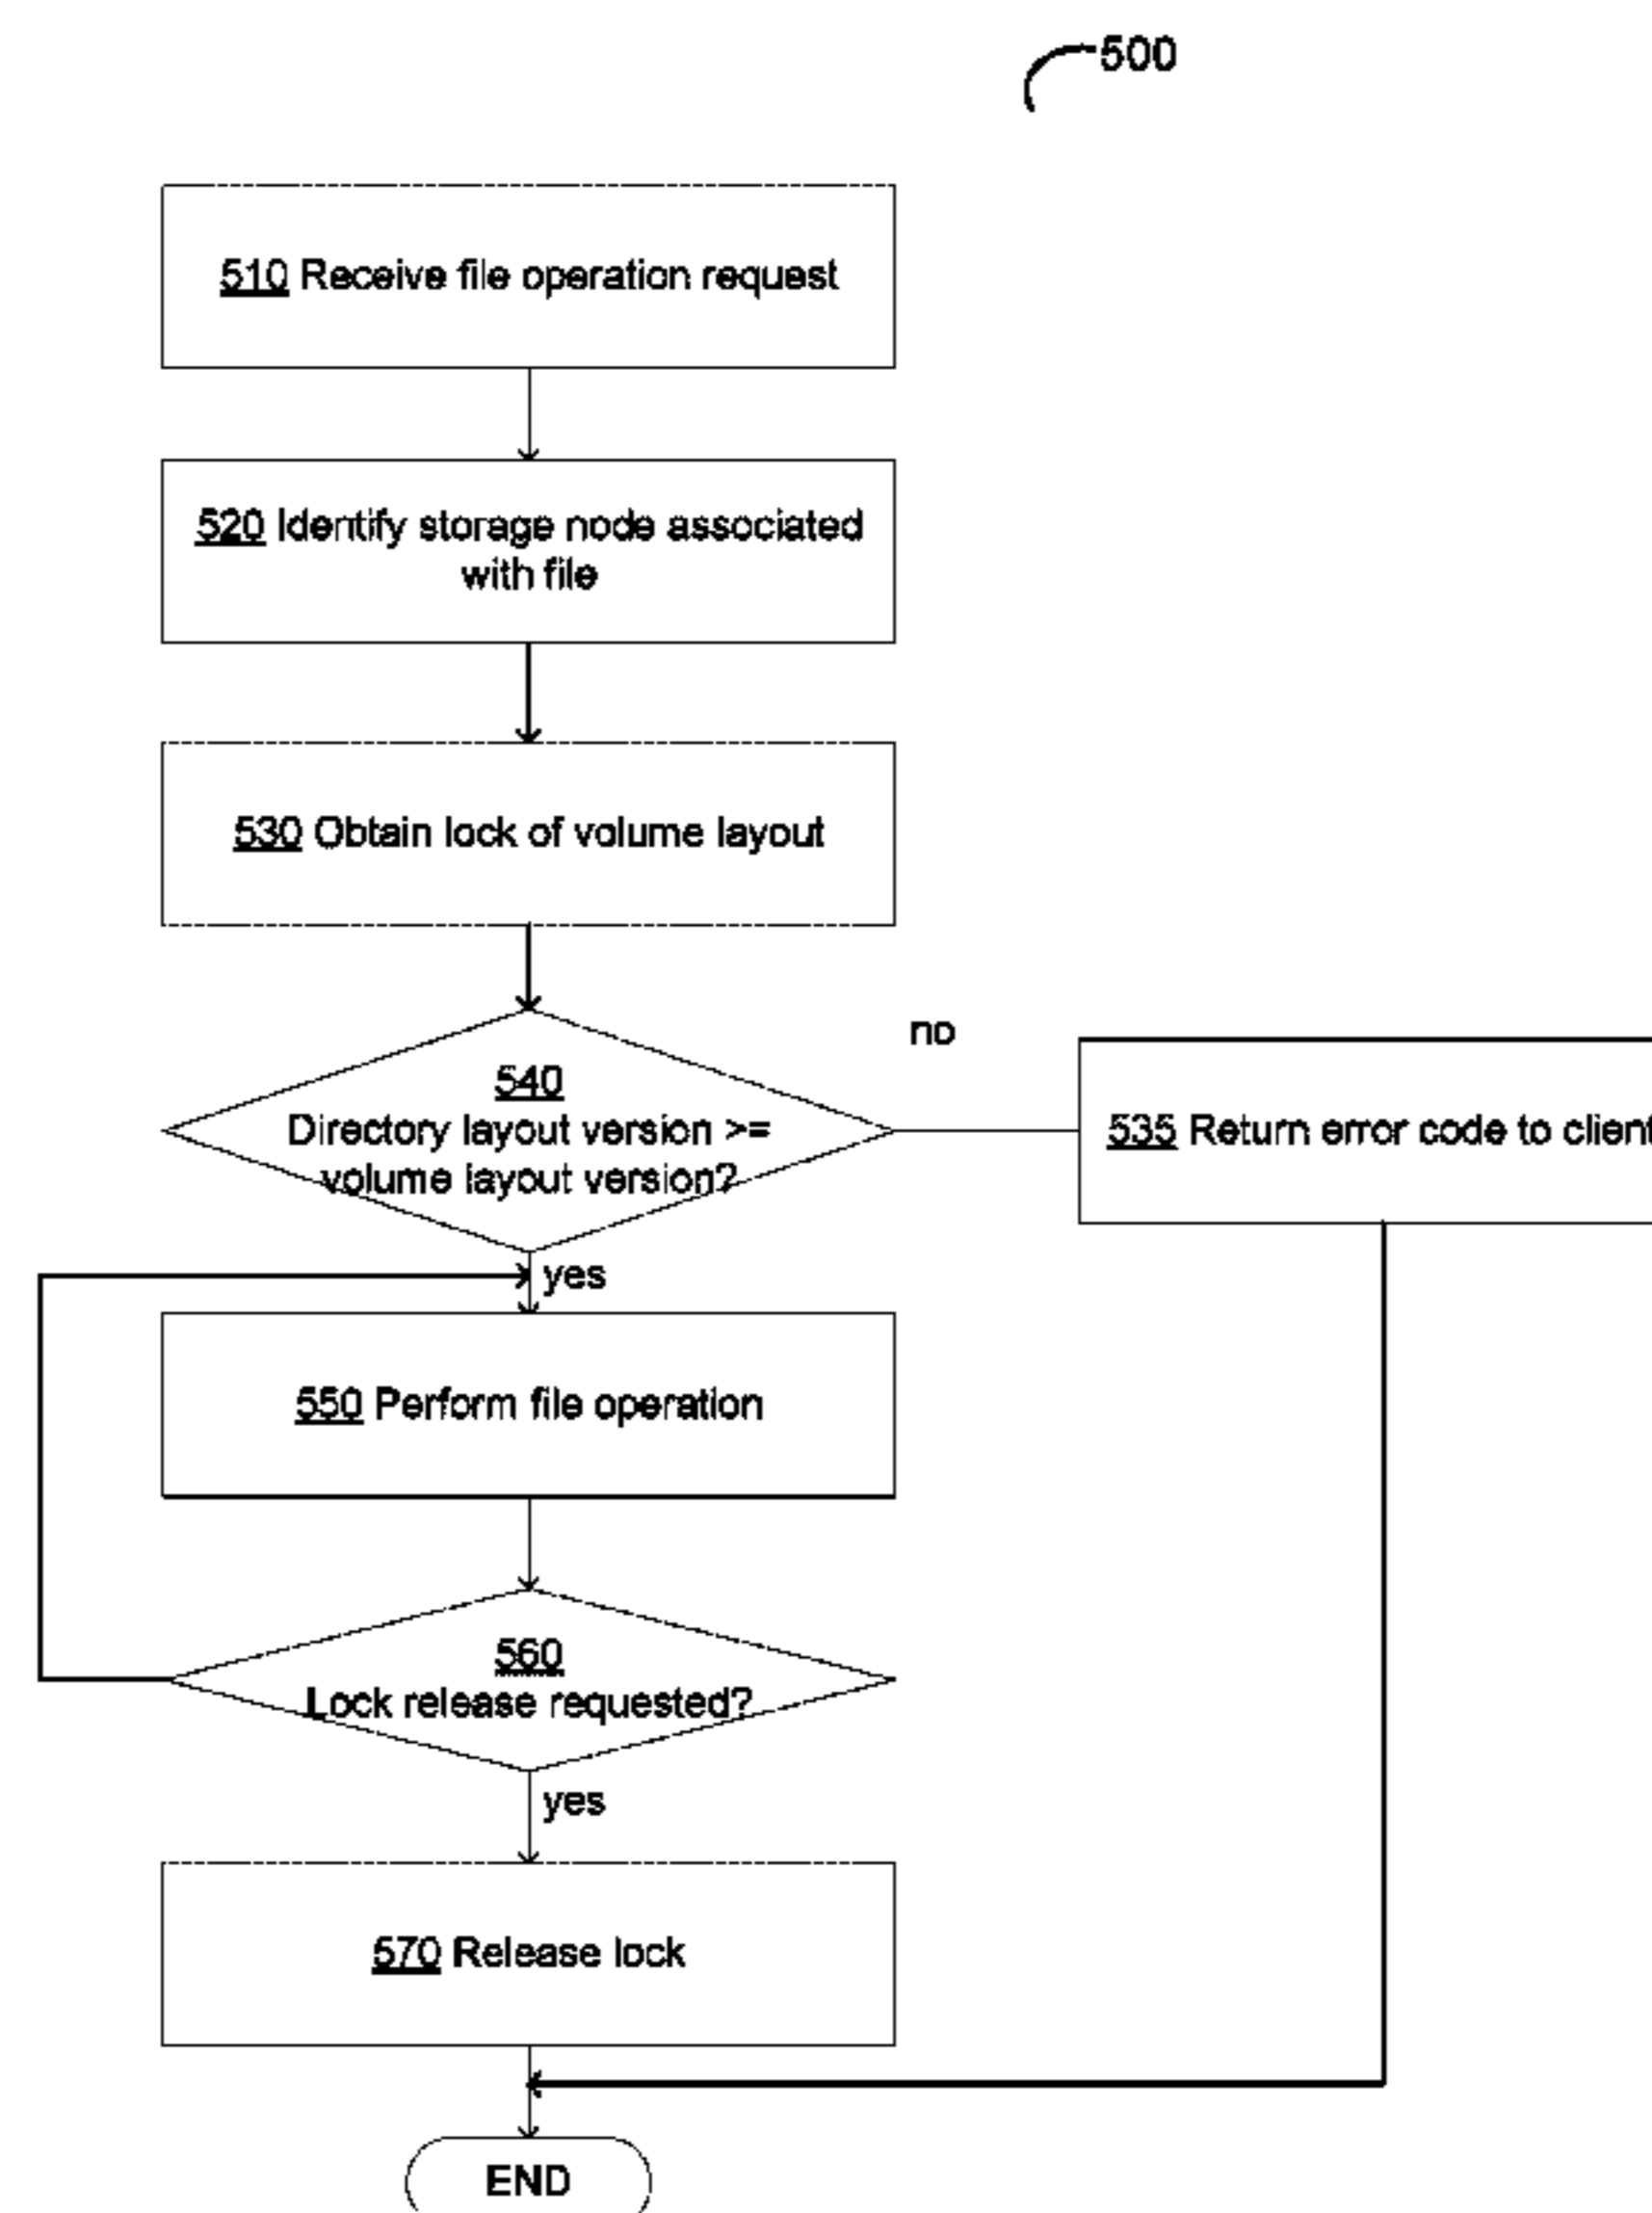 500
510 Receive file operation request
520 Identify storage node associated
with file
530 Obtain lock of volume layout
540
Directory layout version >=
volume layout version?
no
535 Return error code to client
yes
550 Perform file operation
560
Lock release requested?
yes
570 Release lock
END